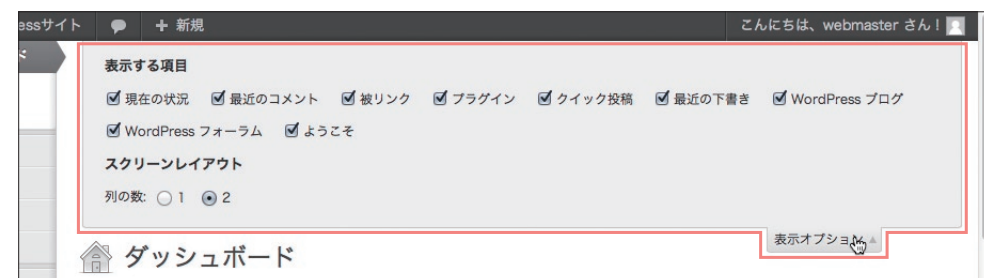 essサイト + 新規 こんにちは、webmaster さん!
ド
表示する項目
現在の状況 最近のコメント 被リンク プラグイン クイック投稿 最近の下書き WordPress ブログ
WordPress フォーラム ようこそ
スクリーンレイアウト
列の数: 1 2
表示オプション
ダッシュボード